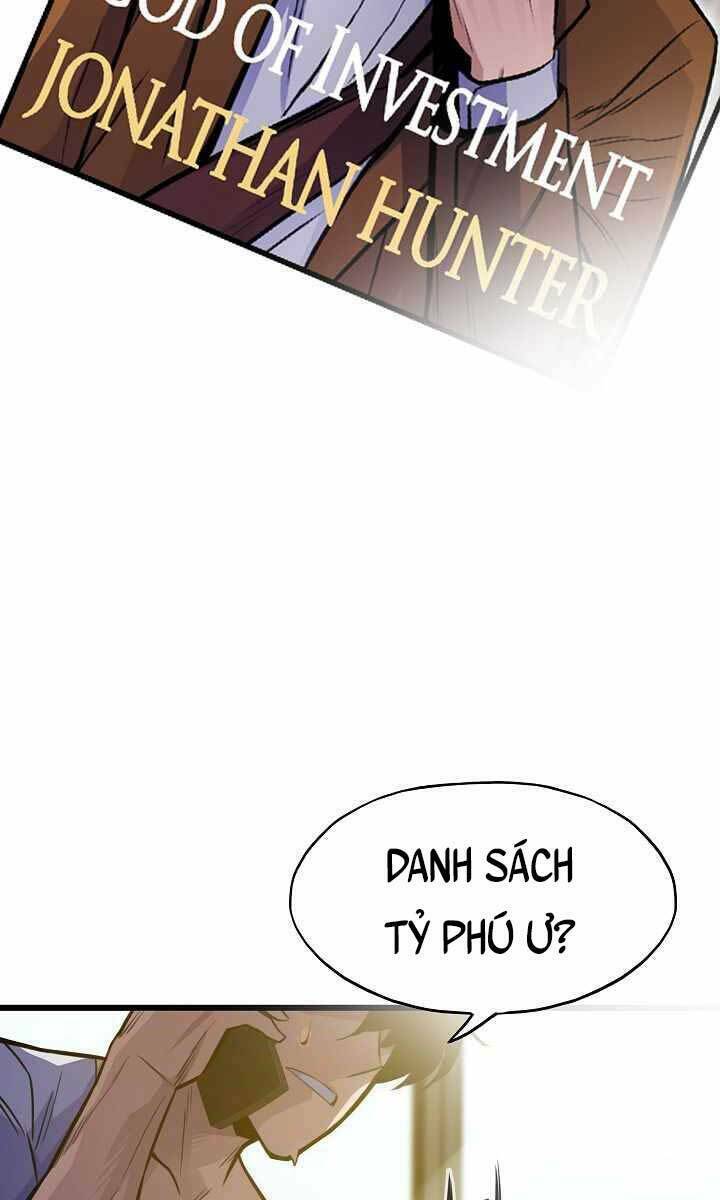 GOD OF INVESTMENT
JONATHAN HUNTER
DANH SÁCH
TỶ PHÚ Ư?